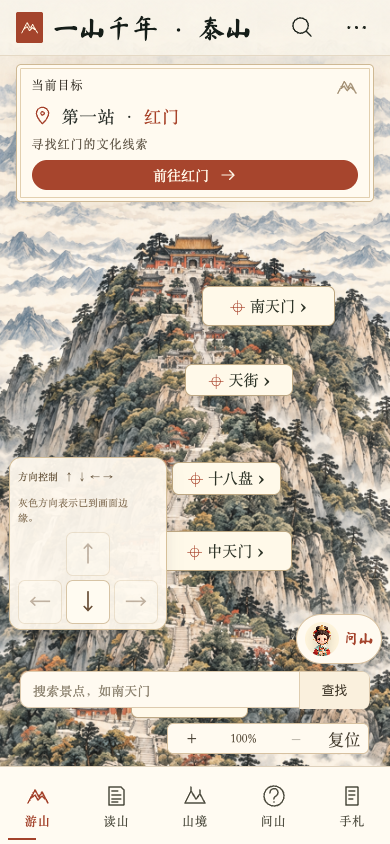 一山千年 · 泰山
当前目标
第一站 · 红门
寻找红门的文化线索
前往红门 →
南天门 ›
天街 ›
十八盘 ›
中天门 ›
方向控制 ↑ ↓ ← →
灰色方向表示已到画面边
缘。
↑
← ↓ →
问山
搜索景点，如南天门 查找
+ 100% − 复位
游山 读山 山境 问山 手札